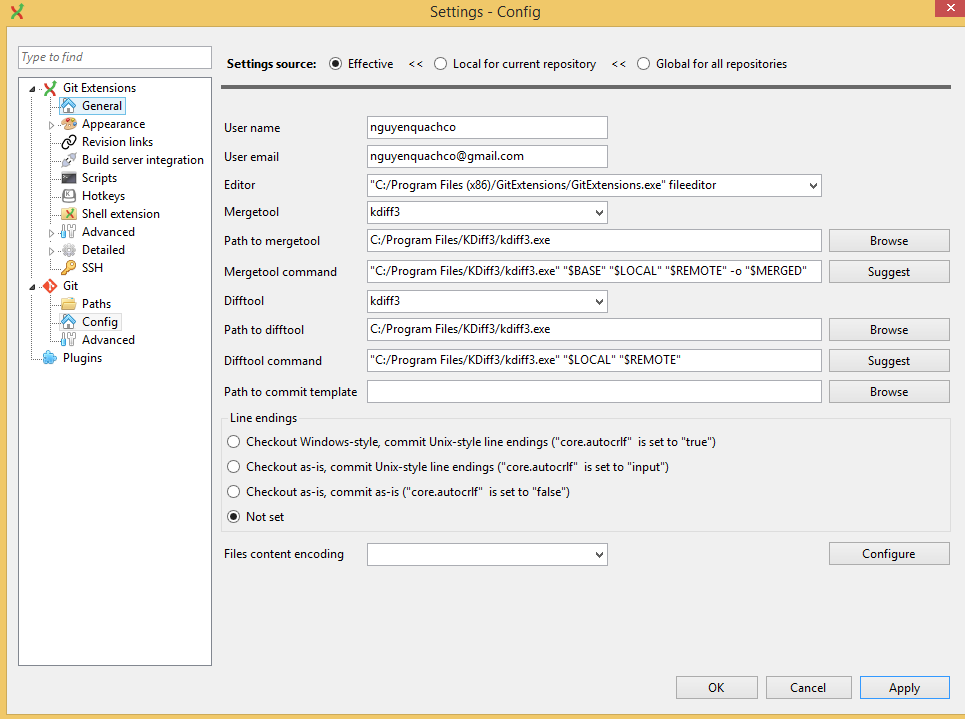 Settings - Config
Type to find
Git Extensions
General
Appearance
Revision links
Build server integration
Scripts
Hotkeys
Shell extension
Advanced
Detailed
SSH
Git
Paths
Config
Advanced
Plugins
Settings source: Effective << Local for current repository << Global for all repositories
User name nguyenquachco
User email nguyenquachco@gmail.com
Editor "C:/Program Files (x86)/GitExtensions/GitExtensions.exe" fileeditor
Mergetool kdiff3
Path to mergetool C:/Program Files/KDiff3/kdiff3.exe Browse
Mergetool command "C:/Program Files/KDiff3/kdiff3.exe" "$BASE" "$LOCAL" "$REMOTE" -o "$MERGED" Suggest
Difftool kdiff3
Path to difftool C:/Program Files/KDiff3/kdiff3.exe Browse
Difftool command "C:/Program Files/KDiff3/kdiff3.exe" "$LOCAL" "$REMOTE" Suggest
Path to commit template Browse
Line endings
Checkout Windows-style, commit Unix-style line endings ("core.autocrlf" is set to "true")
Checkout as-is, commit Unix-style line endings ("core.autocrlf" is set to "input")
Checkout as-is, commit as-is ("core.autocrlf" is set to "false")
Not set
Files content encoding Configure
OK Cancel Apply